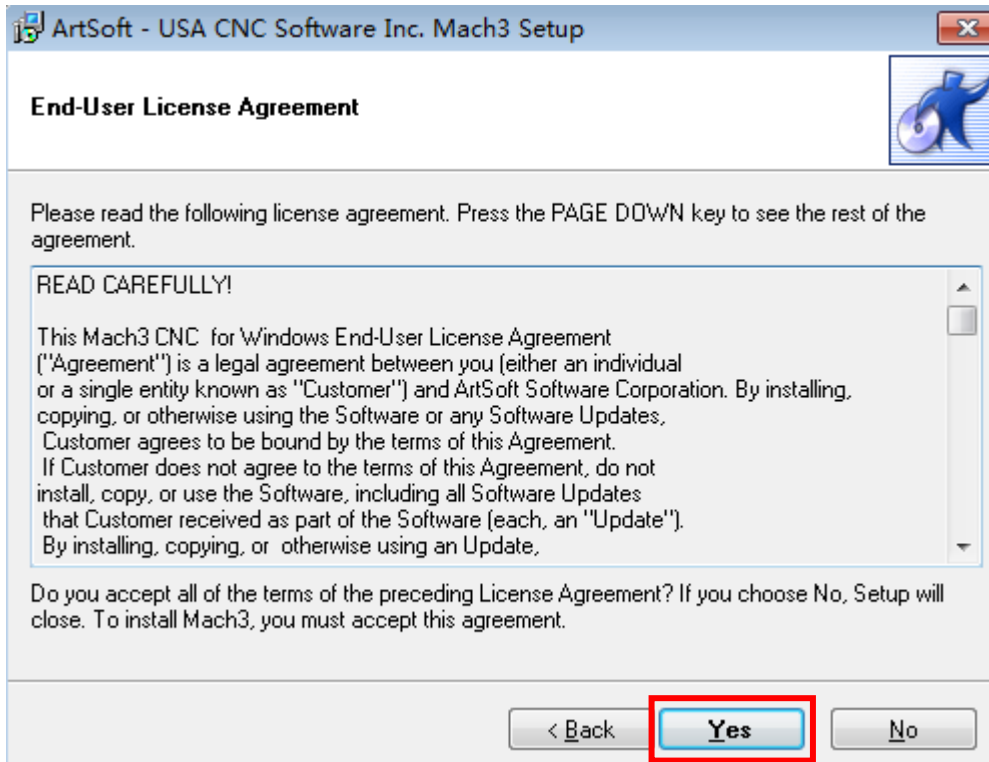 ArtSoft - USA CNC Software Inc. Mach3 Setup
End-User License Agreement
Please read the following license agreement. Press the PAGE DOWN key to see the rest of the
agreement.
READ CAREFULLY!
This Mach3 CNC  for Windows End-User License Agreement
("Agreement") is a legal agreement between you (either an individual
or a single entity known as "Customer") and ArtSoft Software Corporation. By installing,
copying, or otherwise using the Software or any Software Updates,
Customer agrees to be bound by the terms of this Agreement.
If Customer does not agree to the terms of this Agreement, do not
install, copy, or use the Software, including all Software Updates
that Customer received as part of the Software (each, an "Update").
By installing, copying, or  otherwise using an Update,
Do you accept all of the terms of the preceding License Agreement? If you choose No, Setup will
close. To install Mach3, you must accept this agreement.
< Back Yes No